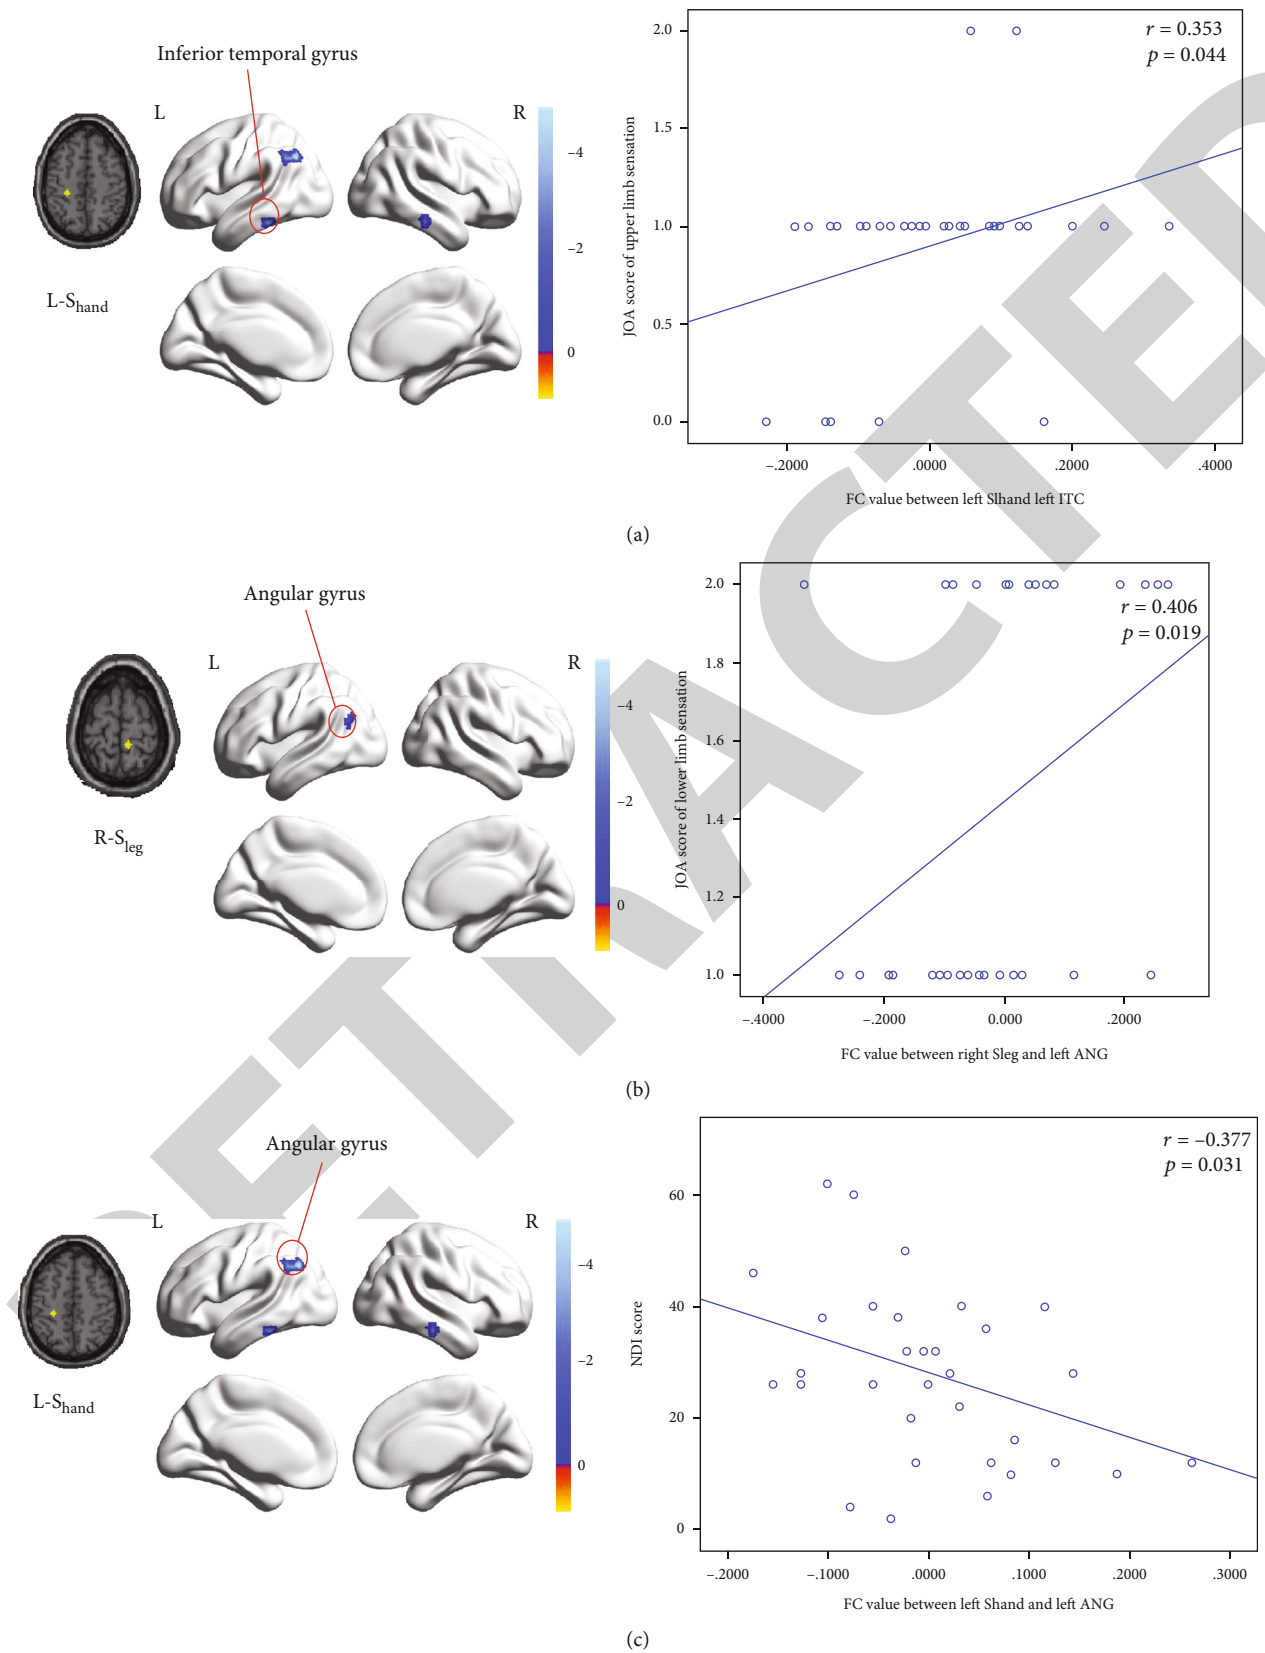 Inferior temporal gyrus
L
R
–4
–2
0
L-Shand
r = 0.353
p = 0.044
JOA score of upper limb sensation
2.0
1.5
1.0
0.5
0.0
–.2000 .0000 .2000 .4000
FC value between left Slhand left ITC
(a)
Angular gyrus
L
R
–4
–2
0
R-Sleg
r = 0.406
p = 0.019
JOA score of lower limb sensation
2.0
1.8
1.6
1.4
1.2
1.0
–.4000 –.2000 0.000 .2000
FC value between right Sleg and left ANG
(b)
Angular gyrus
L
R
–4
–2
0
L-Shand
r = –0.377
p = 0.031
NDI score
60
40
20
0
–.2000 –.1000 .0000 .1000 .2000 .3000
FC value between left Shand and left ANG
(c)
RETRACTED